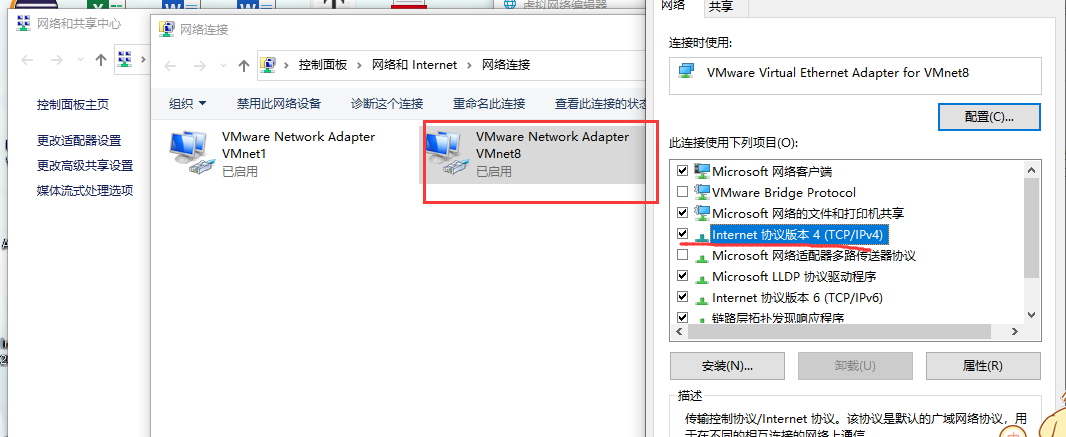 虚拟网络编辑器
网络和共享中心
控制面板主页
更改适配器设置
更改高级共享设置
媒体流式处理选项
网络连接
控制面板 > 网络和 Internet > 网络连接
组织 禁用此网络设备 诊断这个连接 重命名此连接 查看此连接的状态
VMware Network Adapter
VMnet1
已启用
VMware Network Adapter
VMnet8
已启用
网络 共享
连接时使用:
VMware Virtual Ethernet Adapter for VMnet8
配置(C)...
此连接使用下列项目(O):
Microsoft 网络客户端
VMware Bridge Protocol
Microsoft 网络的文件和打印机共享
Internet 协议版本 4 (TCP/IPv4)
Microsoft 网络适配器多路传送器协议
Microsoft LLDP 协议驱动程序
Internet 协议版本 6 (TCP/IPv6)
链路层拓扑发现响应程序
安装(N)... 卸载(U) 属性(R)
描述
传输控制协议/Internet 协议。该协议是默认的广域网络协议，用
于在不同的相互连接的网络上通信。